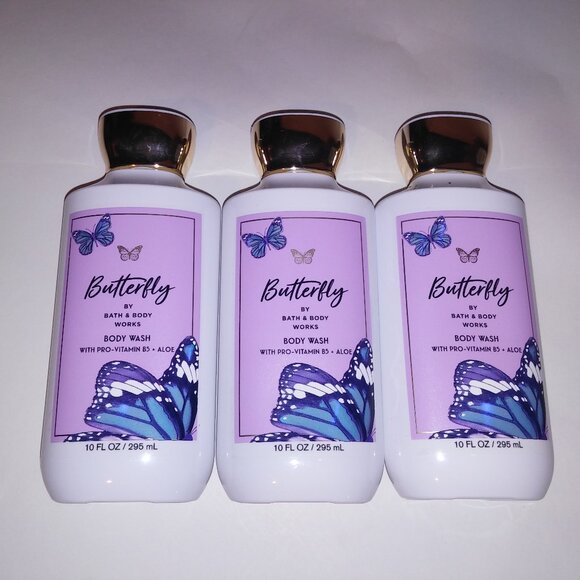 Butterfly
BY
BATH & BODY
WORKS
BODY WASH
WITH PRO-VITAMIN B5 + ALOE
10 FL OZ / 295 mL
Butterfly
BY
BATH & BODY
WORKS
BODY WASH
WITH PRO-VITAMIN B5 + ALOE
10 FL OZ / 295 mL
Butterfly
BY
BATH & BODY
WORKS
BODY WASH
WITH PRO-VITAMIN B5 + ALOE
10 FL OZ / 295 mL